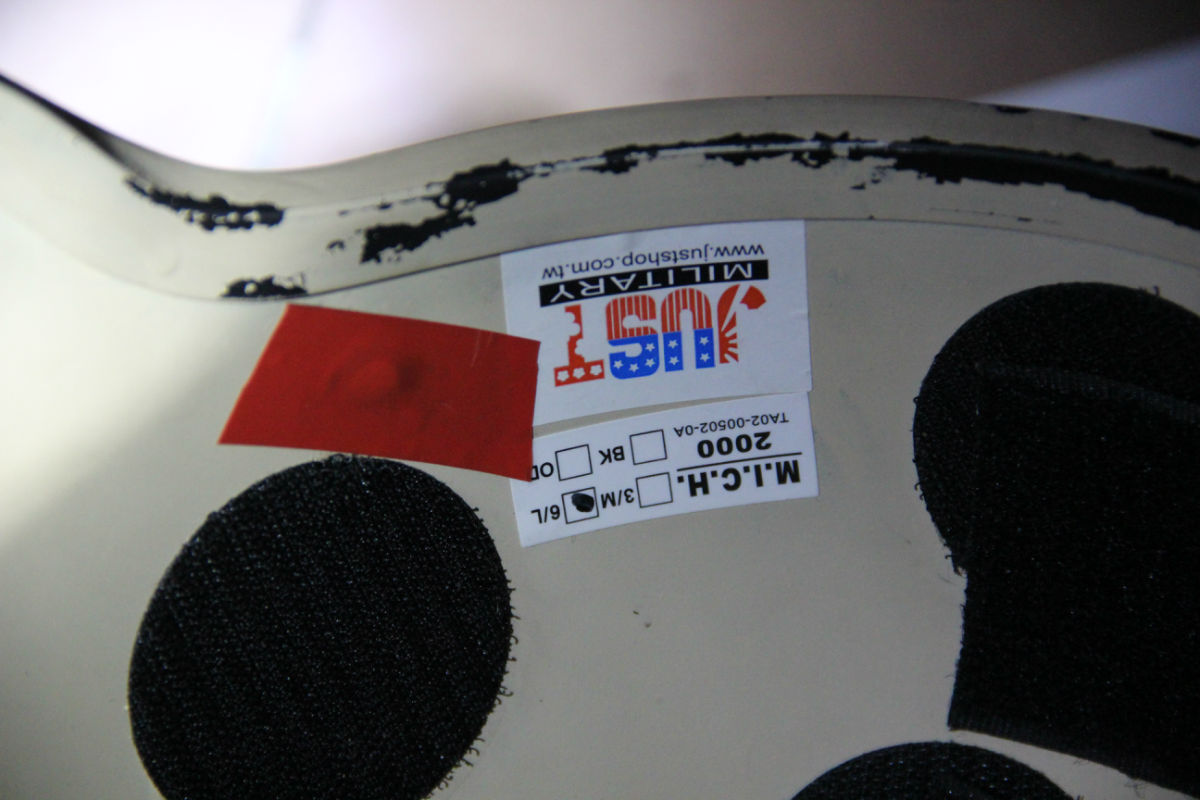 M.I.C.H. 3/M 6/L
2000 BK OD
TA02-00502-0A
JUST
MILITARY
www.justshop.com.tw